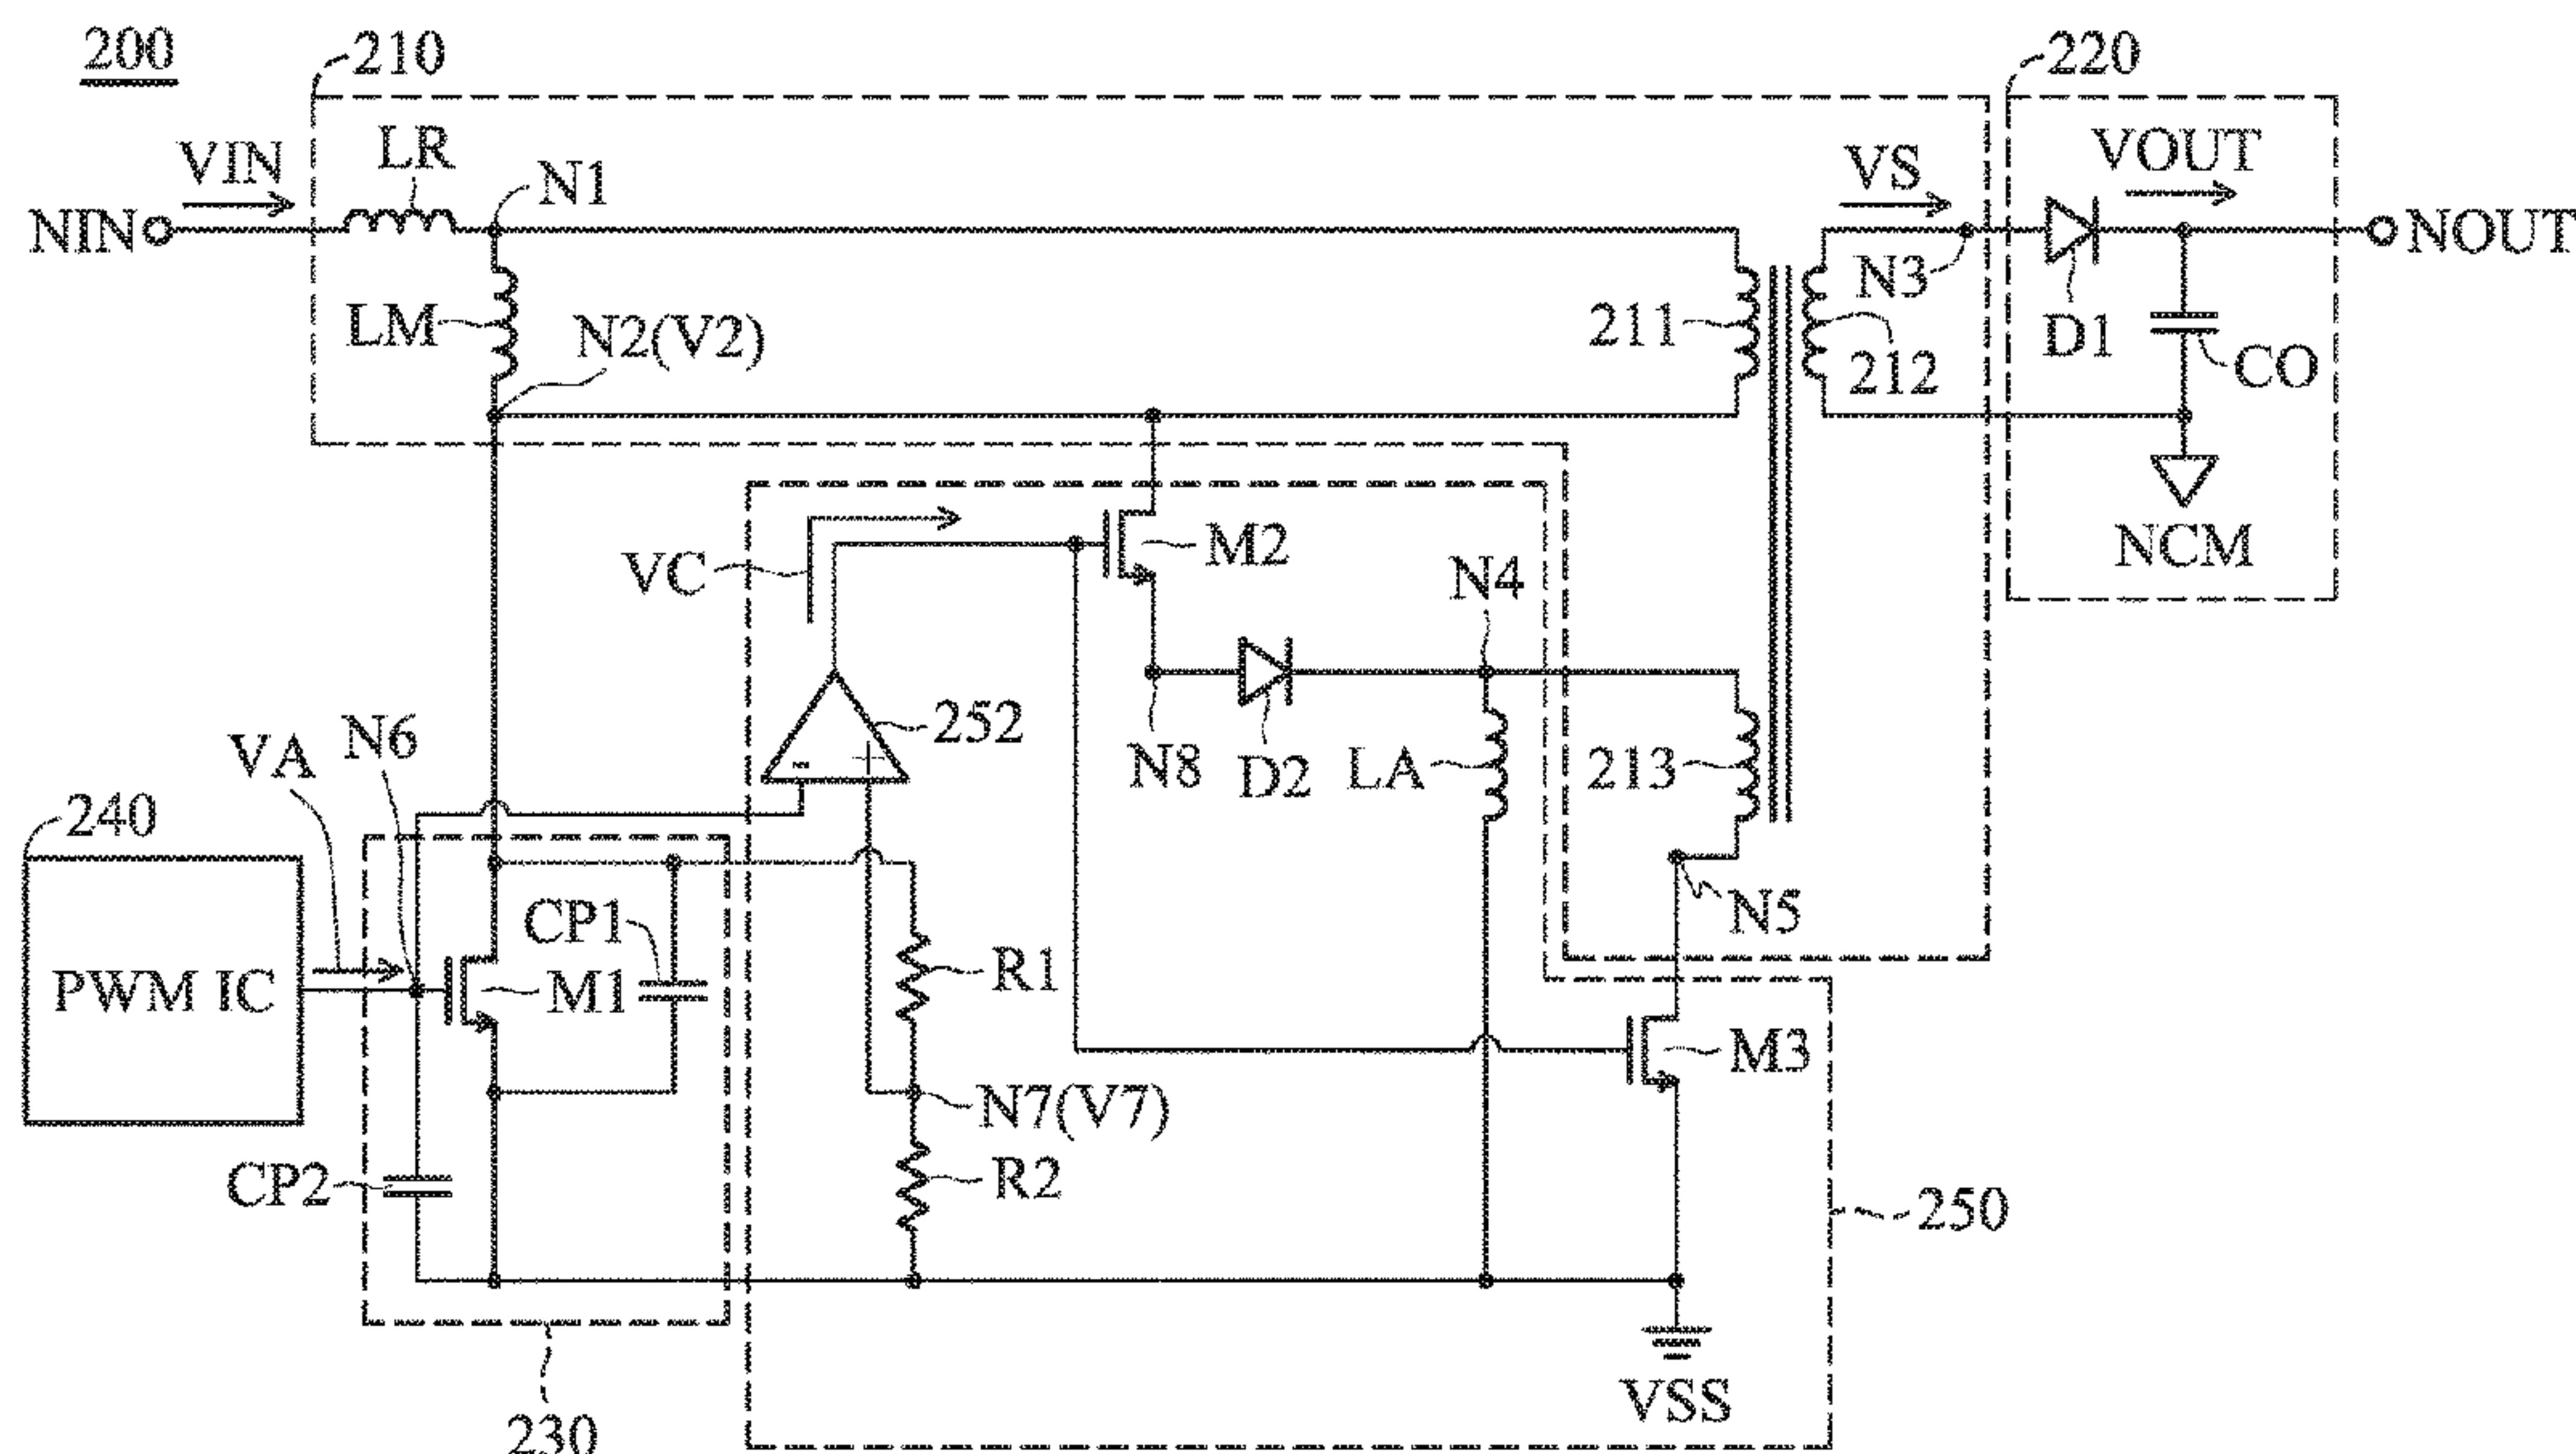 200
210
220
VIN
LR
N1
VS
VOUT
NIN
NOUT
N3
LM
N2(V2)
211
212
D1
CO
NCM
VC
M2
N4
252
N8
D2
LA
213
VA
N6
240
N5
PWM IC
CP1
M1
R1
M3
N7(V7)
CP2
R2
250
VSS
230
-
+